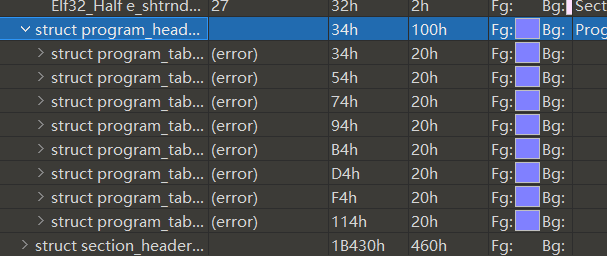 Elf32_Half e_shtrnd... 27 32h 2h Fg: Bg: Sect
struct program_head... 34h 100h Fg: Bg: Prog
struct program_tab... (error) 34h 20h Fg: Bg:
struct program_tab... (error) 54h 20h Fg: Bg:
struct program_tab... (error) 74h 20h Fg: Bg:
struct program_tab... (error) 94h 20h Fg: Bg:
struct program_tab... (error) B4h 20h Fg: Bg:
struct program_tab... (error) D4h 20h Fg: Bg:
struct program_tab... (error) F4h 20h Fg: Bg:
struct program_tab... (error) 114h 20h Fg: Bg:
struct section_header... 1B430h 460h Fg: Bg: